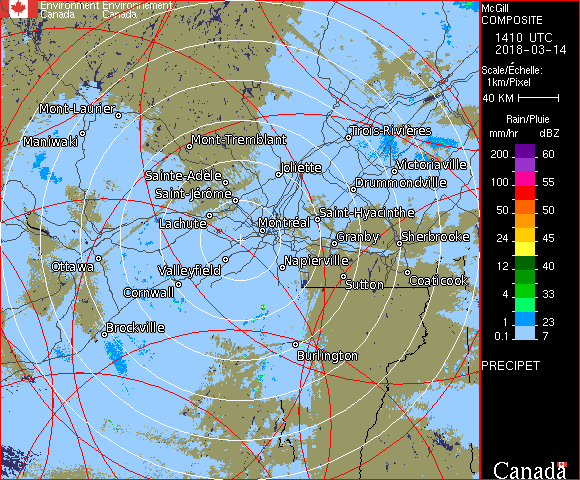 Environment Environnement
Canada Canada
McGill
COMPOSITE
1410 UTC
2018-03-14
Scale/Échelle:
1km/Pixel
40 KM
Rain/Pluie
mm/hr dBZ
200 60
100 55
50 50
24 45
12 40
4 33
1 23
0.1 7
PRECIPET
Canada
Mont-Laurier
Maniwaki
Mont-Tremblant
Trois-Rivières
Victoriaville
Joliette
Sainte-Adèle
Drummondville
Saint-Jérôme
Saint-Hyacinthe
Lachute
Montréal
Granby
Sherbrooke
Ottawa
Valleyfield
Napierville
Cornwall
Sutton
Coaticook
Brockville
Burlington